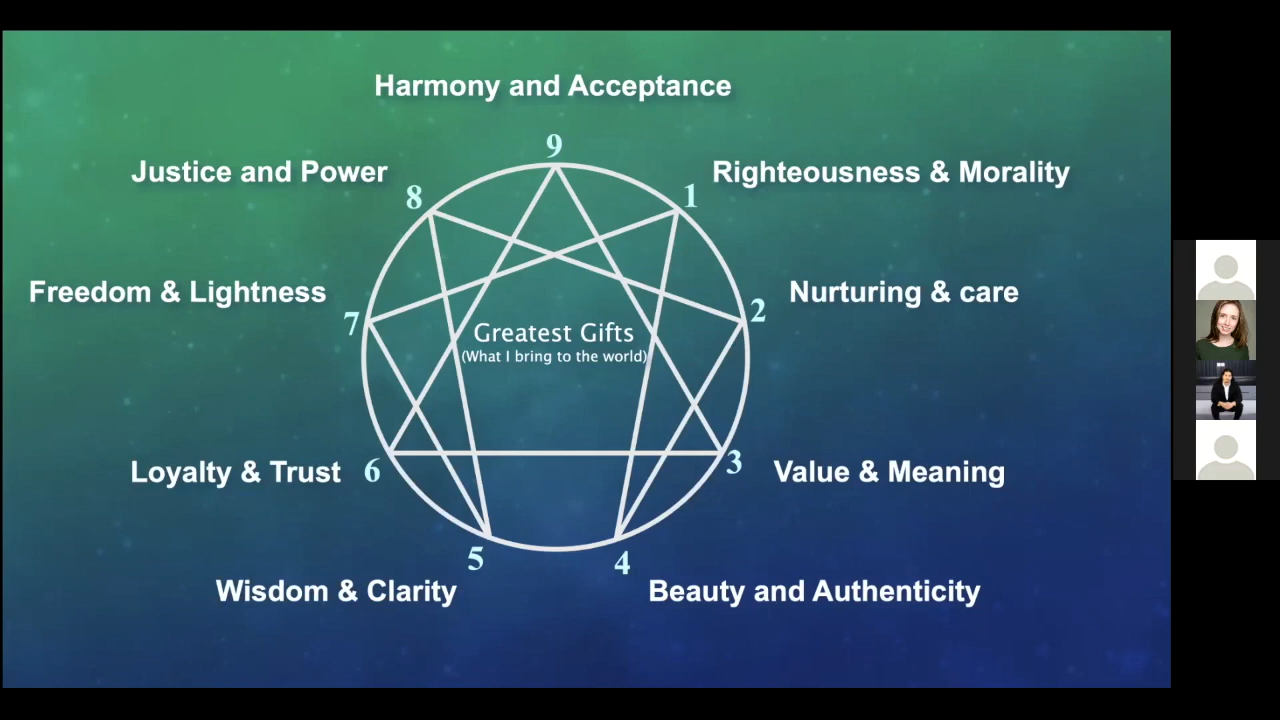 Harmony and Acceptance
9
Justice and Power
8
1
Righteousness & Morality
Freedom & Lightness
7
2
Nurturing & care
Greatest Gifts
(What I bring to the world)
Loyalty & Trust
6
3
Value & Meaning
5
4
Wisdom & Clarity
Beauty and Authenticity